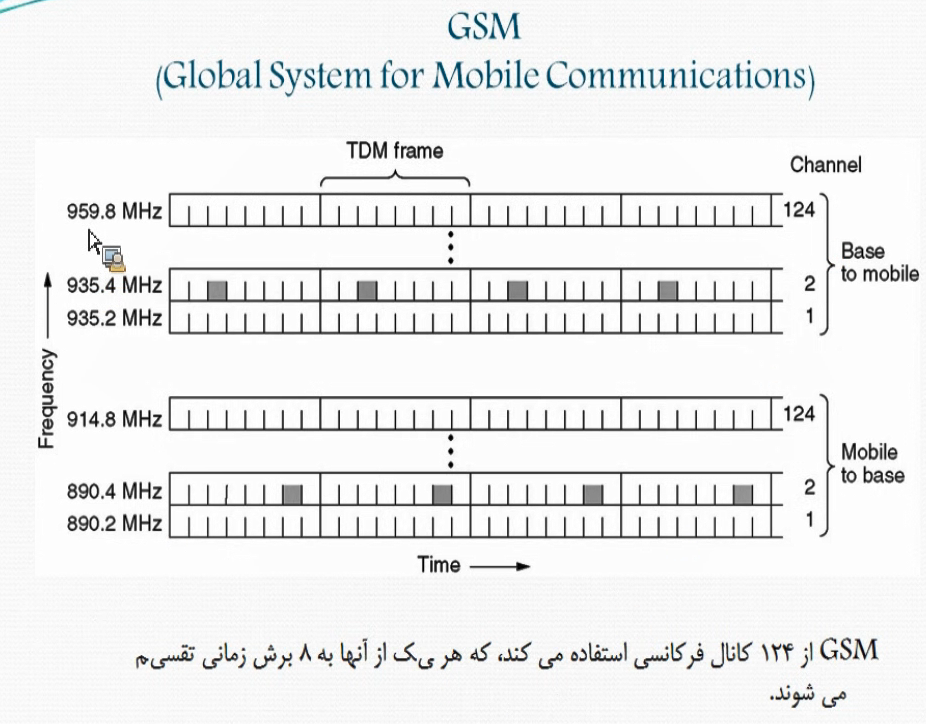 GSM
(Global System for Mobile Communications)
TDM frame
Channel
959.8 MHz
124
Base
to mobile
935.4 MHz
2
935.2 MHz
1
Frequency
914.8 MHz
124
Mobile
to base
890.4 MHz
2
890.2 MHz
1
Time
GSM از ۱۲۴ کانال فرکانسی استفاده می کند، که هر یک از آنها به ۸ برش زمانی تقسیم
می شوند.